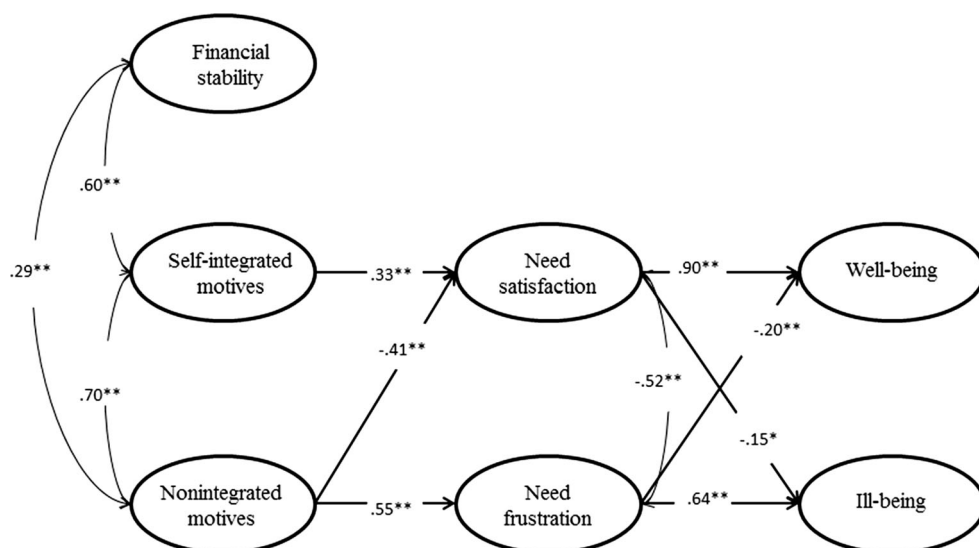 Financial
stability
.60**
.29**
Self-integrated
motives
.33**
Need
satisfaction
.90**
Well-being
-.20**
-.41**
-.52**
.70**
-.15*
Nonintegrated
motives
.55**
Need
frustration
.64**
Ill-being